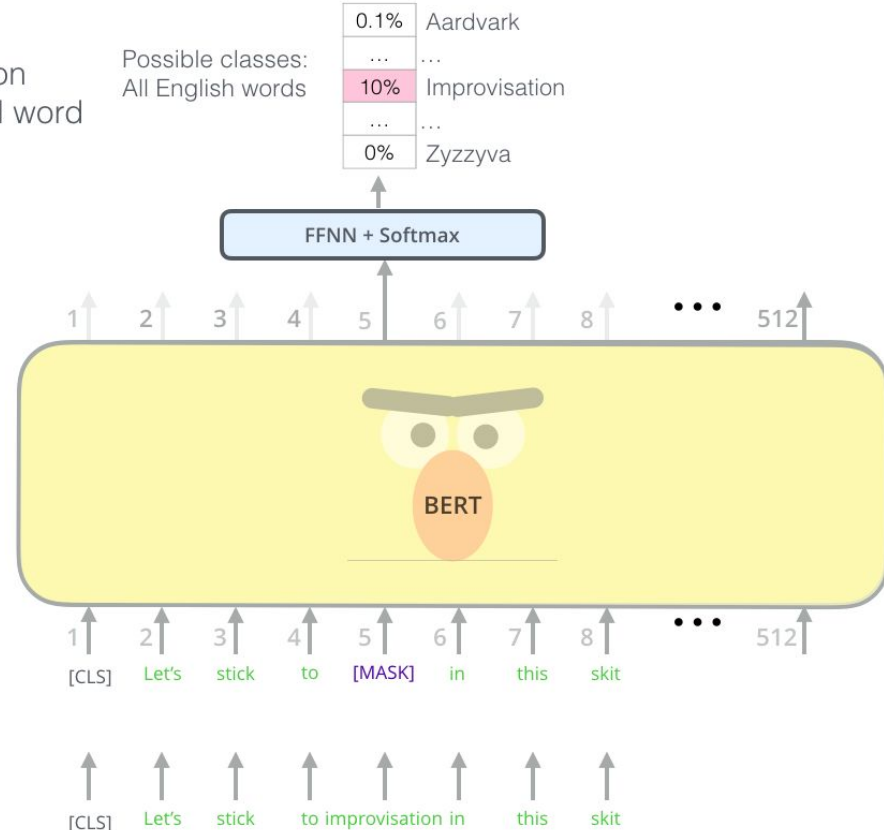 0.1% Aardvark
Possible classes: ... ...
on
All English words 10% Improvisation
word
... ...
0% Zyzzyva
FFNN + Softmax
1 2 3 4 5 6 7 8 ••• 512
BERT
1 2 3 4 5 6 7 8 ••• 512
[CLS] Let's stick to [MASK] in this skit
[CLS] Let's stick to improvisation in this skit